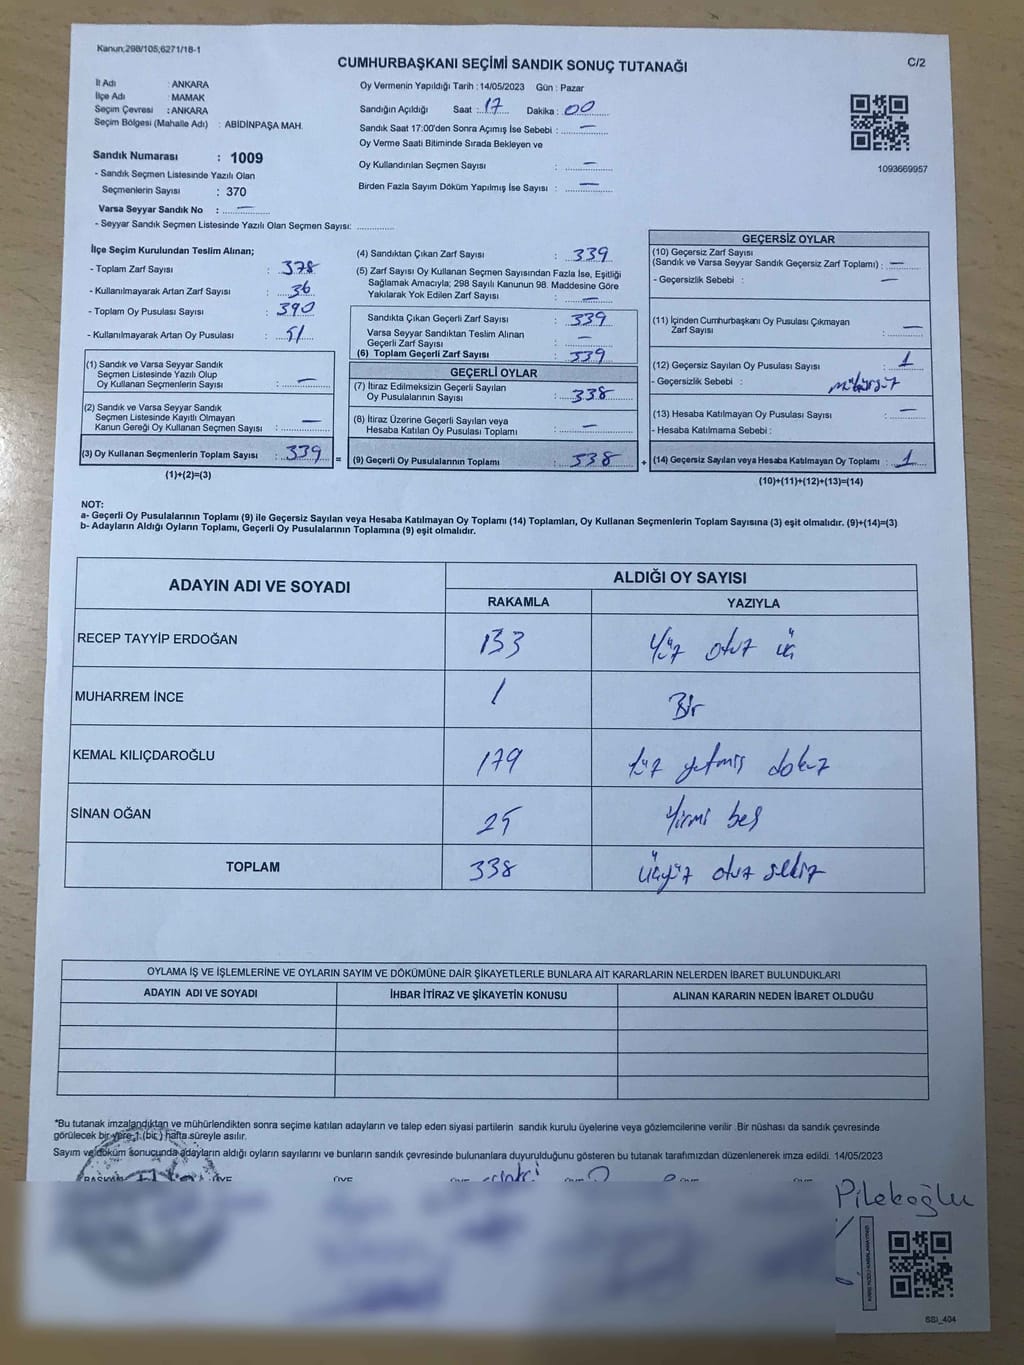 Kanun;298/105,6271/18-1
CUMHURBAŞKANI SEÇİMİ SANDIK SONUÇ TUTANAĞI
C/2
İl Adı : ANKARA
İlçe Adı : MAMAK
Seçim Çevresi : ANKARA
Seçim Bölgesi (Mahalle Adı) : ABİDİNPAŞA MAH.
Sandık Numarası : 1009
- Sandık Seçmen Listesinde Yazılı Olan
Seçmenlerin Sayısı : 370
Varsa Seyyar Sandık No : —
- Seyyar Sandık Seçmen Listesinde Yazılı Olan Seçmen Sayısı:
Oy Vermenin Yapıldığı Tarih : 14/05/2023 Gün : Pazar
Sandığın Açıldığı Saat : 17 Dakika : 00
Sandık Saat 17:00'den Sonra Açımış İse Sebebi : —
Oy Verme Saati Bitiminde Sırada Bekleyen ve
Oy Kullandırılan Seçmen Sayısı : —
Birden Fazla Sayım Döküm Yapılmış İse Sayısı : —
1093669957
İlçe Seçim Kurulundan Teslim Alınan;
- Toplam Zarf Sayısı : 378
- Kullanılmayarak Artan Zarf Sayısı : 36
- Toplam Oy Pusulası Sayısı : 390
- Kullanılmayarak Artan Oy Pusulası : 51
(1) Sandık ve Varsa Seyyar Sandık
Seçmen Listesinde Yazılı Olup
Oy Kullanan Seçmenlerin Sayısı : —
(2) Sandık ve Varsa Seyyar Sandık
Seçmen Listesinde Kayıtlı Olmayan
Kanun Gereği Oy Kullanan Seçmen Sayısı : —
(3) Oy Kullanan Seçmenlerin Toplam Sayısı : 339 =
(1)+(2)=(3)
(4) Sandıktan Çıkan Zarf Sayısı : 339
(5) Zarf Sayısı Oy Kullanan Seçmen Sayısından Fazla İse, Eşitliği
Sağlamak Amacıyla; 298 Sayılı Kanunun 98. Maddesine Göre
Yakılarak Yok Edilen Zarf Sayısı : —
Sandıkta Çıkan Geçerli Zarf Sayısı : 339
Varsa Seyyar Sandıktan Teslim Alınan
Geçerli Zarf Sayısı : —
(6) Toplam Geçerli Zarf Sayısı : 339
GEÇERLİ OYLAR
(7) İtiraz Edilmeksizin Geçerli Sayılan
Oy Pusulalarının Sayısı : 338
(8) İtiraz Üzerine Geçerli Sayılan veya
Hesaba Katılan Oy Pusulası Toplamı : —
(9) Geçerli Oy Pusulalarının Toplamı : 338 +
GEÇERSİZ OYLAR
(10) Geçersiz Zarf Sayısı
(Sandık ve Varsa Seyyar Sandık Geçersiz Zarf Toplamı) : —
- Geçersizlik Sebebi : —
(11) İçinden Cumhurbaşkanı Oy Pusulası Çıkmayan
Zarf Sayısı : —
(12) Geçersiz Sayılan Oy Pusulası Sayısı : 1
- Geçersizlik Sebebi : mühürsüz
(13) Hesaba Katılmayan Oy Pusulası Sayısı : —
- Hesaba Katılmama Sebebi :
(14) Geçersiz Sayılan veya Hesaba Katılmayan Oy Toplamı : 1
(10)+(11)+(12)+(13)=(14)
NOT:
a- Geçerli Oy Pusulalarının Toplamı (9) ile Geçersiz Sayılan veya Hesaba Katılmayan Oy Toplamı (14) Toplamları, Oy Kullanan Seçmenlerin Toplam Sayısına (3) eşit olmalıdır. (9)+(14)=(3)
b- Adayların Aldığı Oyların Toplamı, Geçerli Oy Pusulalarının Toplamına (9) eşit olmalıdır.
ADAYIN ADI VE SOYADI
ALDIĞI OY SAYISI
RAKAMLA YAZIYLA
RECEP TAYYİP ERDOĞAN 133 Yüz otuz üç
MUHARREM İNCE 1 Bir
KEMAL KILIÇDAROĞLU 179 Yüz yetmiş dokuz
SİNAN OĞAN 25 Yirmi beş
TOPLAM 338 Üçyüz otuz sekiz
OYLAMA İŞ VE İŞLEMLERİNE VE OYLARIN SAYIM VE DÖKÜMÜNE DAİR ŞİKAYETLERLE BUNLARA AİT KARARLARIN NELERDEN İBARET BULUNDUKLARI
ADAYIN ADI VE SOYADI İHBAR İTİRAZ VE ŞİKAYETİN KONUSU ALINAN KARARIN NEDEN İBARET OLDUĞU
*Bu tutanak imzalandıktan ve mühürlendikten sonra seçime katılan adayların ve talep eden siyasi partilerin sandık kurulu üyelerine veya gözlemcilerine verilir .Bir nüshası da sandık çevresinde
görülecek bir yere 1 (bir ) hafta süreyle asılır.
Sayım ve döküm sonucunda adayların aldığı oyların sayılarını ve bunların sandık çevresinde bulunanlara duyurulduğunu gösteren bu tutanak tarafımızdan düzenlenerek imza edildi. 14/05/2023
BAŞKAN ÜYE ÜYE
Pilekoğlu
SSI_404